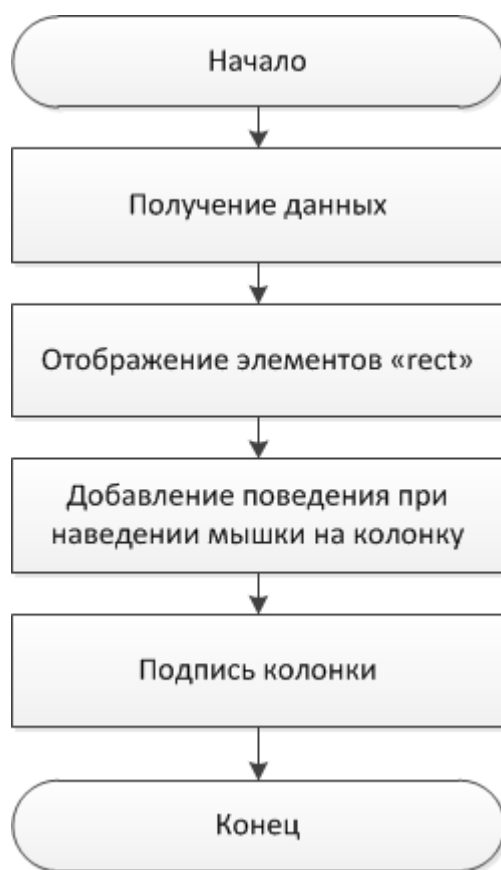 Начало
Получение данных
Отображение элементов «rect»
Добавление поведения при
наведении мышки на колонку
Подпись колонки
Конец